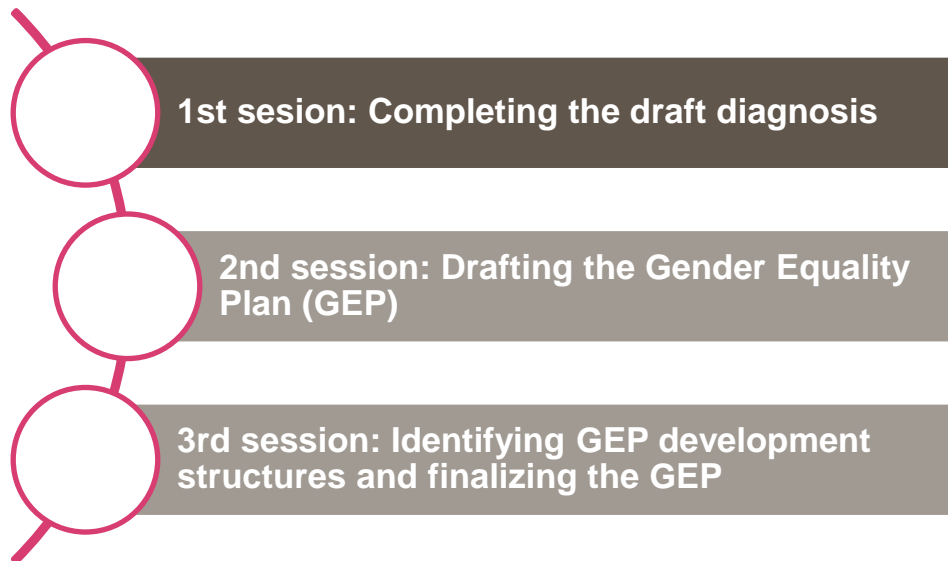 1st sesion: Completing the draft diagnosis
2nd session: Drafting the Gender Equality
Plan (GEP)
3rd session: Identifying GEP development
structures and finalizing the GEP